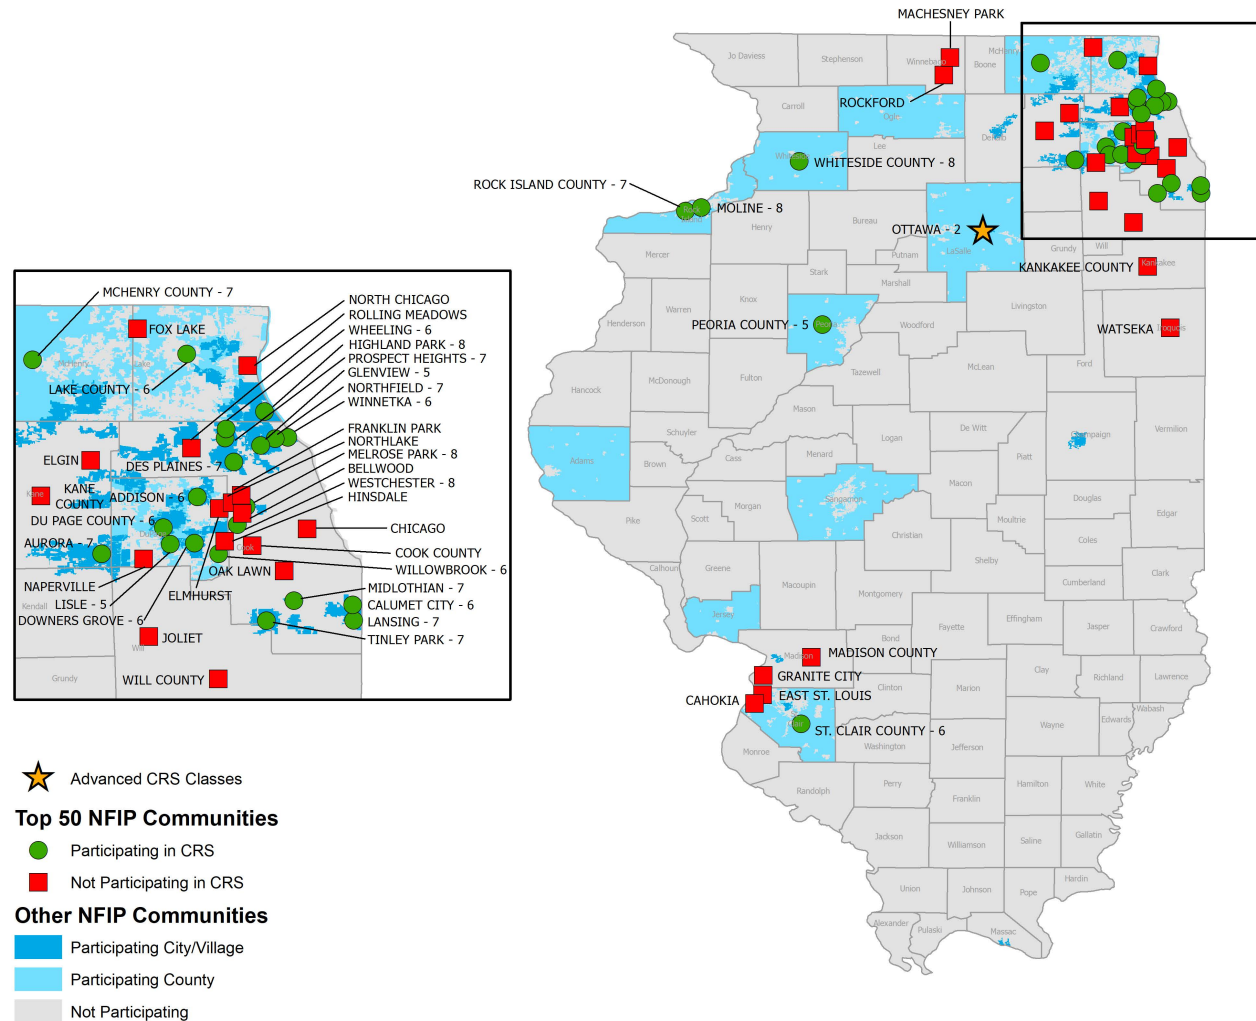 MACHESNEY PARK
Jo Daviess
Stephenson
Winnebago
Boone
McHenry
ROCKFORD
Carroll
Ogle
DeKalb
Lee
Whiteside
WHITESIDE COUNTY - 8
ROCK ISLAND COUNTY - 7
MOLINE - 8
Rock
Island
Henry
Bureau
OTTAWA - 2
LaSalle
Putnam
Grundy
Will
Mercer
KANKAKEE COUNTY
Kankakee
Stark
Marshall
Knox
Warren
Henderson
PEORIA COUNTY - 5
Peoria
Woodford
Livingston
WATSEKA
Iroquois
Ford
Tazewell
McLean
Fulton
McDonough
Hancock
Mason
Schuyler
Logan
De Witt
Champaign
Vermilion
Adams
Brown
Cass
Menard
Piatt
Macon
Sangamon
Douglas
Edgar
Pike
Scott
Morgan
Moultrie
Christian
Coles
Shelby
Calhoun
Greene
Macoupin
Cumberland
Clark
Montgomery
Jersey
Fayette
Effingham
Jasper
Crawford
Bond
Madison
MADISON COUNTY
GRANITE CITY
EAST ST. LOUIS
CAHOKIA
Clinton
Marion
Clay
Richland
Lawrence
Clair
ST. CLAIR COUNTY - 6
Wabash
Edwards
Wayne
Washington
Jefferson
Monroe
Randolph
Perry
Hamilton
White
Franklin
Jackson
Williamson
Saline
Gallatin
Union
Johnson
Pope
Hardin
Alexander
Pulaski
Massac
MCHENRY COUNTY - 7
NORTH CHICAGO
ROLLING MEADOWS
WHEELING - 6
HIGHLAND PARK - 8
PROSPECT HEIGHTS - 7
GLENVIEW - 5
NORTHFIELD - 7
WINNETKA - 6
FRANKLIN PARK
NORTHLAKE
MELROSE PARK - 8
BELLWOOD
WESTCHESTER - 8
HINSDALE
FOX LAKE
McHenry
Lake
LAKE COUNTY - 6
ELGIN
DES PLAINES - 7
Kane
KANE
COUNTY
ADDISON - 6
DU PAGE COUNTY - 6
AURORA - 7
CHICAGO
Cook
COOK COUNTY
WILLOWBROOK - 6
OAK LAWN
NAPERVILLE
LISLE - 5
ELMHURST
DOWNERS GROVE - 6
Kendall
MIDLOTHIAN - 7
CALUMET CITY - 6
LANSING - 7
TINLEY PARK - 7
JOLIET
Will
Grundy
WILL COUNTY
Advanced CRS Classes
Top 50 NFIP Communities
Participating in CRS
Not Participating in CRS
Other NFIP Communities
Participating City/Village
Participating County
Not Participating